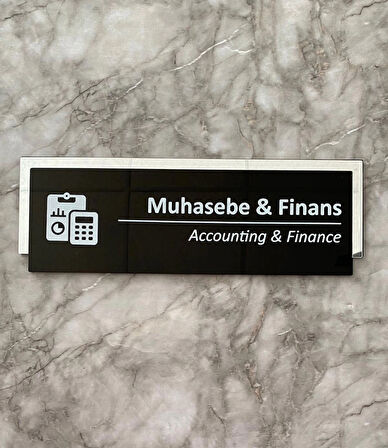 Muhasebe & Finans
Accounting & Finance